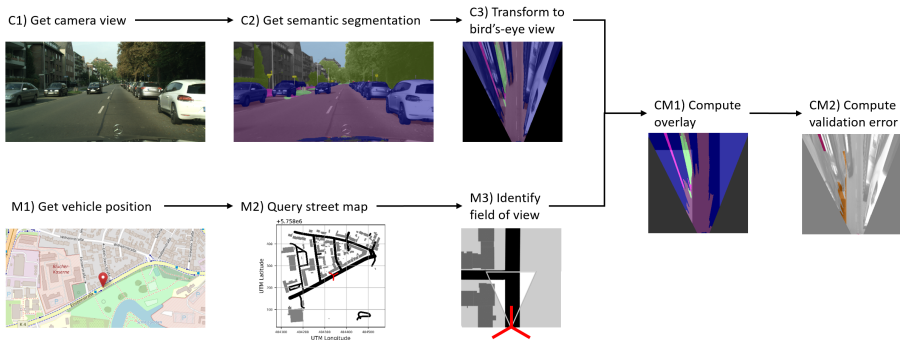 C1) Get camera view
C2) Get semantic segmentation
C3) Transform to
bird's-eye view
CM1) Compute
overlay
CM2) Compute
validation error
M1) Get vehicle position
M2) Query street map
M3) Identify
field of view
+5.758e6
UTM Latitude
UTM Longitude